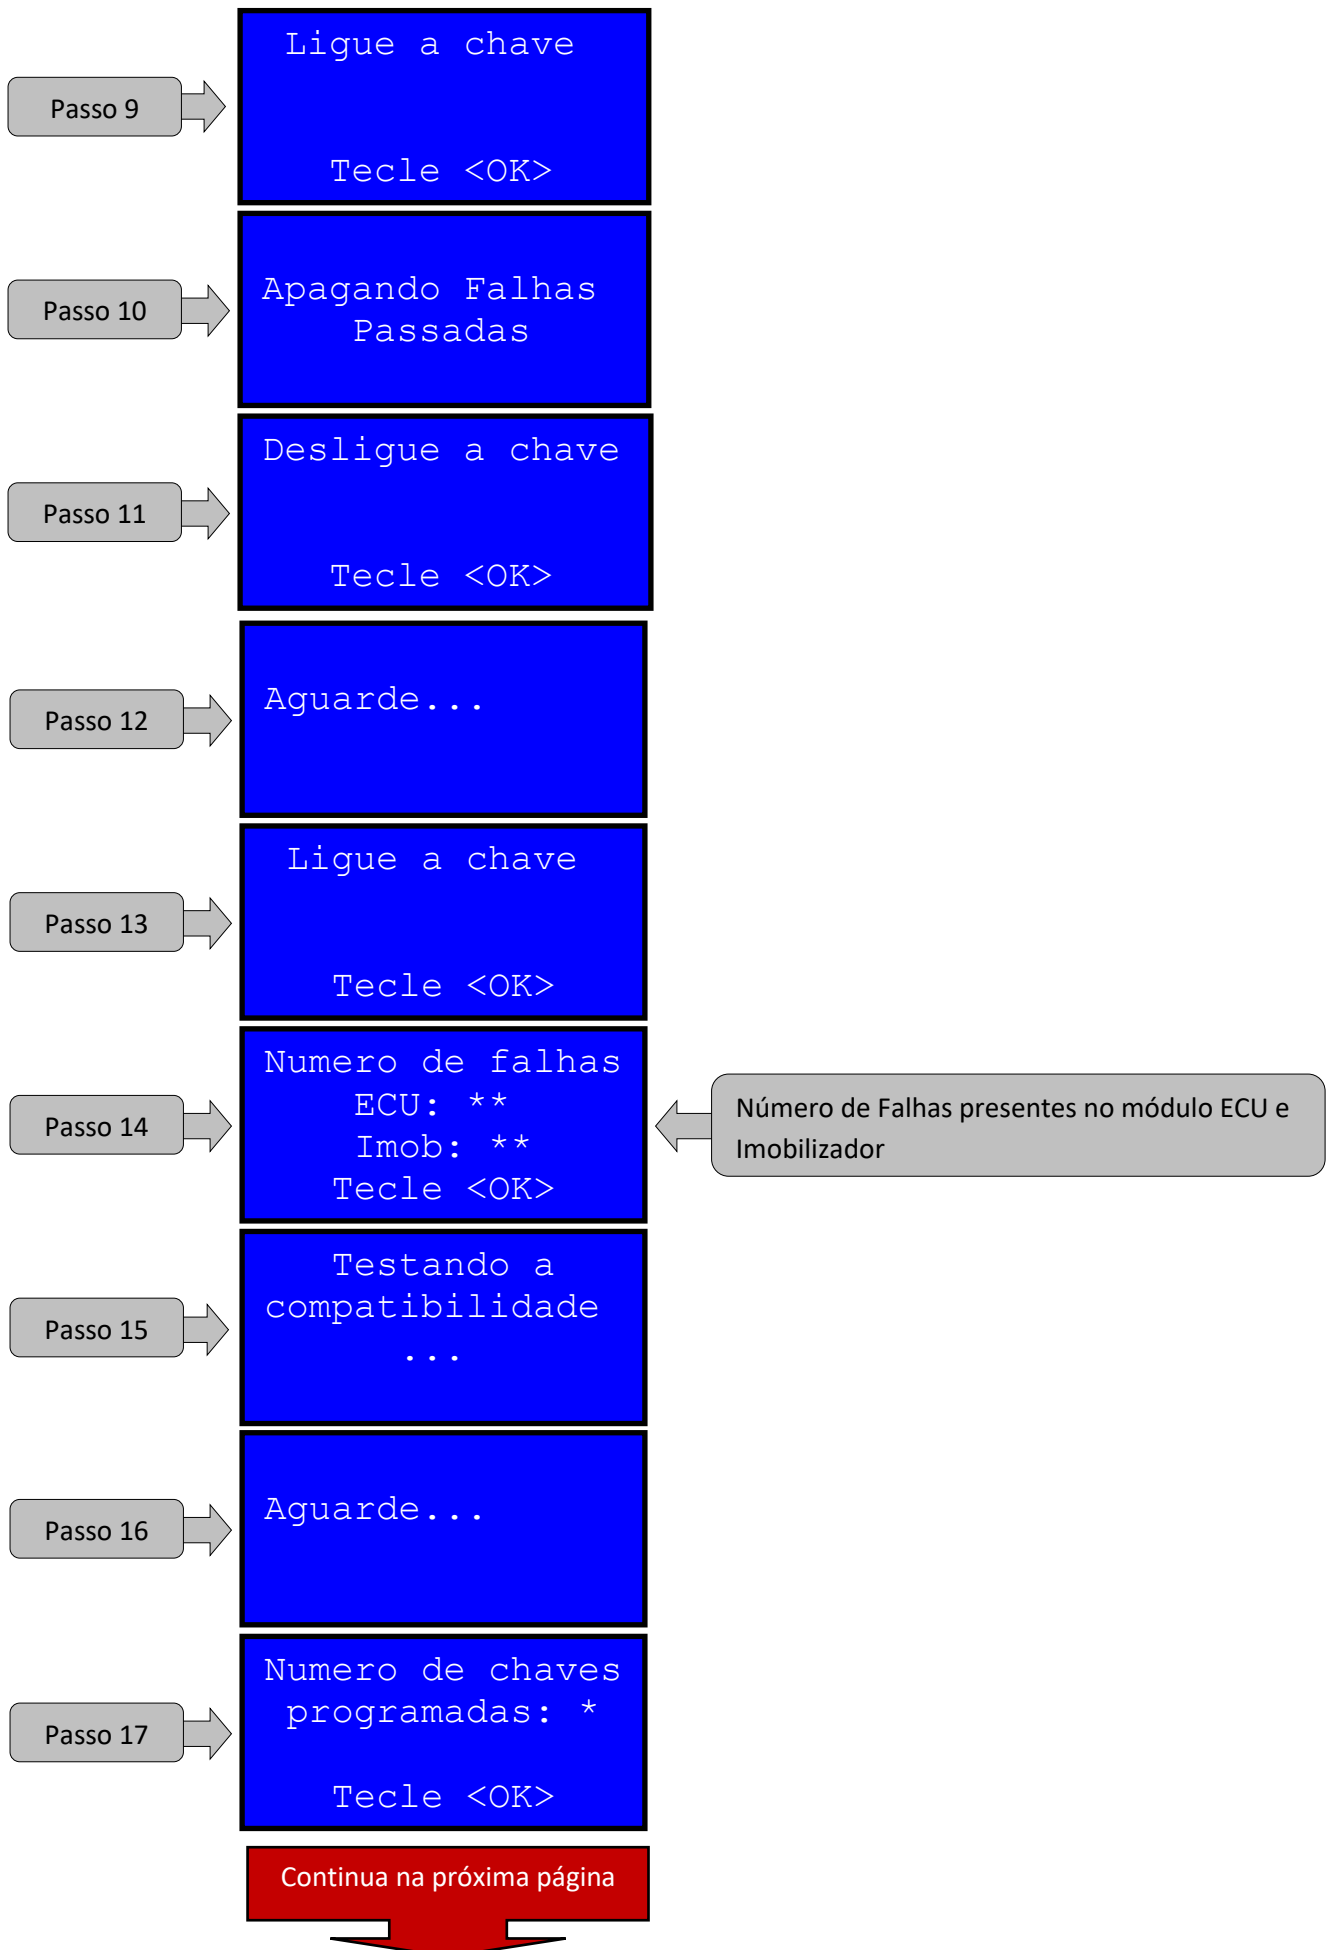 Passo 9
Ligue a chave
Tecle <OK>
Passo 10
Apagando Falhas
Passadas
Passo 11
Desligue a chave
Tecle <OK>
Passo 12
Aguarde...
Passo 13
Ligue a chave
Tecle <OK>
Passo 14
Numero de falhas
ECU: **
Imob: **
Tecle <OK>
Número de Falhas presentes no módulo ECU e
Imobilizador
Passo 15
Testando a
compatibilidade
...
Passo 16
Aguarde...
Passo 17
Numero de chaves
programadas: *
Tecle <OK>
Continua na próxima página